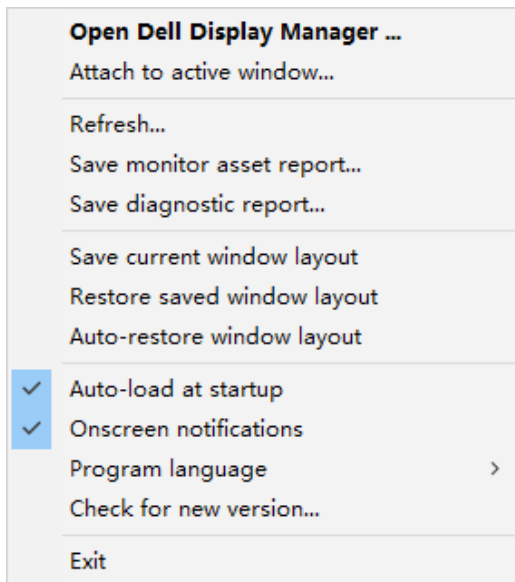 Open Dell Display Manager ...
Attach to active window...
Refresh...
Save monitor asset report...
Save diagnostic report...
Save current window layout
Restore saved window layout
Auto-restore window layout
Auto-load at startup
Onscreen notifications
Program language
Check for new version...
Exit